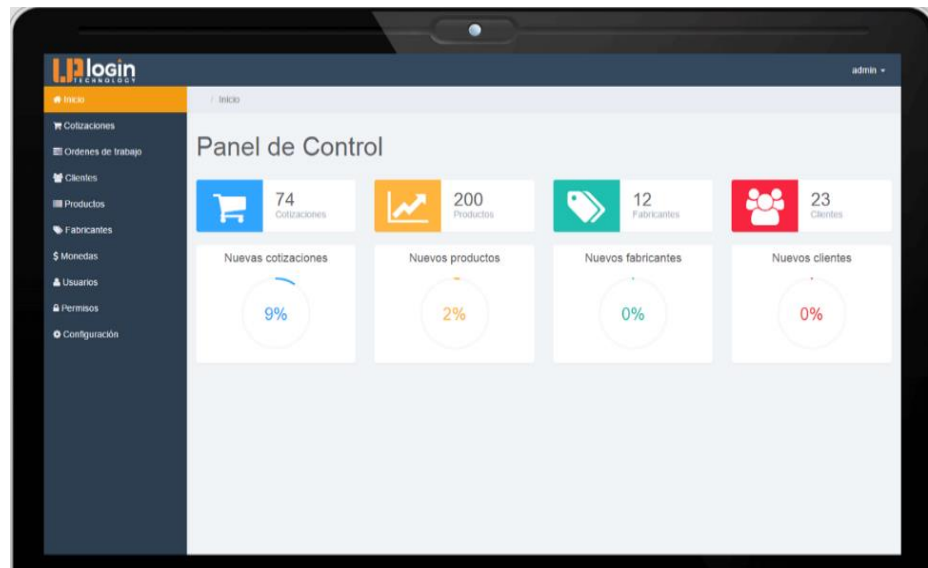 LP login
TECHNOLOGY
admin
Inicio
/ Inicio
Cotizaciones
Ordenes de trabajo
Clientes
Productos
Fabricantes
$ Monedas
Usuarios
Permisos
Configuración
Panel de Control
74
Cotizaciones
200
Productos
12
Fabricantes
23
Clientes
Nuevas cotizaciones
9%
Nuevos productos
2%
Nuevos fabricantes
0%
Nuevos clientes
0%